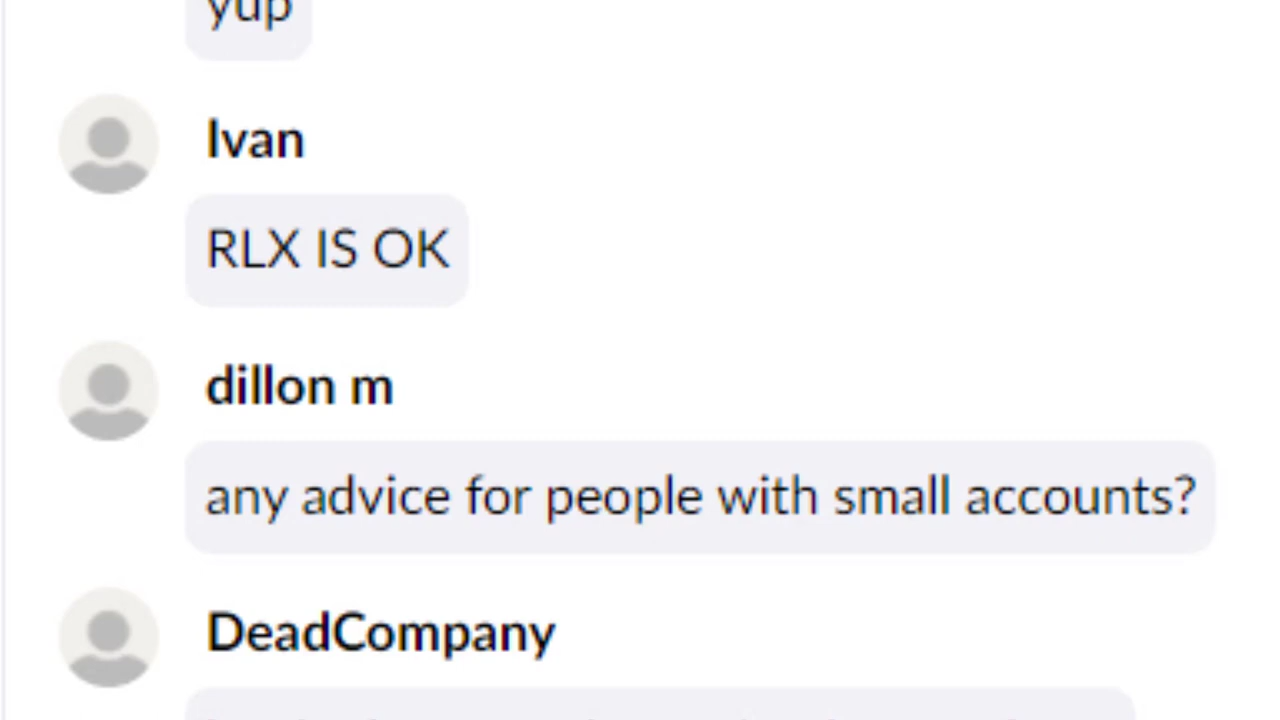 yup
Ivan
RLX IS OK
dillon m
any advice for people with small accounts?
DeadCompany